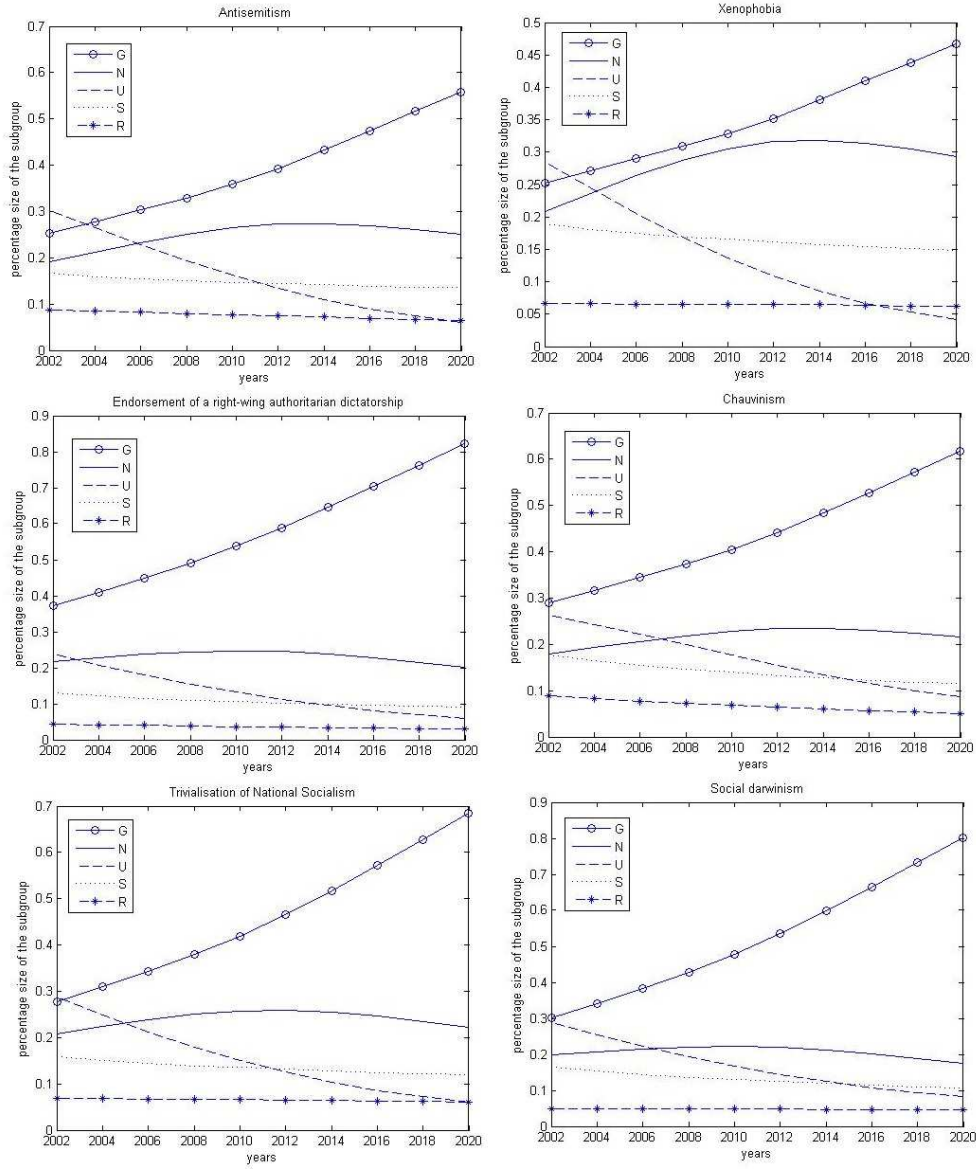 Antisemitism
0.7
0.6
0.5
0.4
0.3
0.2
0.1
0
percentage size of the subgroup
G
N
U
S
R
2002 2004 2006 2008 2010 2012 2014 2016 2018 2020
years
Xenophobia
0.5
0.45
0.4
0.35
0.3
0.25
0.2
0.15
0.1
0.05
0
percentage size of the subgroup
G
N
U
S
R
2002 2004 2006 2008 2010 2012 2014 2016 2018 2020
years
Endorsement of a right-wing authoritarian dictatorship
0.9
0.8
0.7
0.6
0.5
0.4
0.3
0.2
0.1
0
percentage size of the subgroup
G
N
U
S
R
2002 2004 2006 2008 2010 2012 2014 2016 2018 2020
years
Chauvinism
0.7
0.6
0.5
0.4
0.3
0.2
0.1
0
percentage size of the subgroup
G
N
U
S
R
2002 2004 2006 2008 2010 2012 2014 2016 2018 2020
years
Trivialisation of National Socialism
0.7
0.6
0.5
0.4
0.3
0.2
0.1
0
percentage size of the subgroup
G
N
U
S
R
2002 2004 2006 2008 2010 2012 2014 2016 2018 2020
years
Social darwinism
0.9
0.8
0.7
0.6
0.5
0.4
0.3
0.2
0.1
0
percentage size of the subgroup
G
N
U
S
R
2002 2004 2006 2008 2010 2012 2014 2016 2018 2020
years